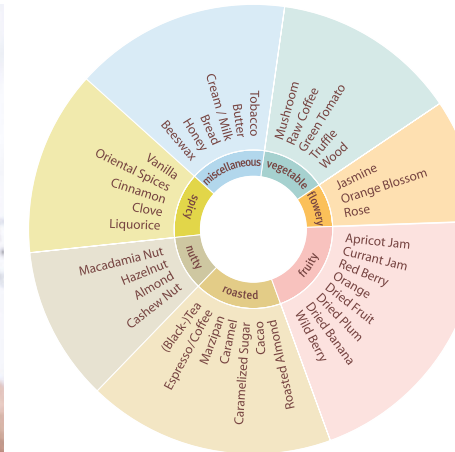 miscellaneous
Beeswax
Honey
Bread
Cream / Milk
Butter
Tobacco
vegetable
Mushroom
Raw Coffee
Green Tomato
Truffle
Wood
flowery
Jasmine
Orange Blossom
Rose
fruity
Apricot Jam
Currant Jam
Red Berry
Orange
Dried Fruit
Dried Plum
Dried Banana
Wild Berry
roasted
(Black-)Tea
Espresso/Coffee
Marzipan
Caramel
Caramelized Sugar
Cacao
Roasted Almond
nutty
Macadamia Nut
Hazelnut
Almond
Cashew Nut
spicy
Vanilla
Oriental Spices
Cinnamon
Clove
Liquorice